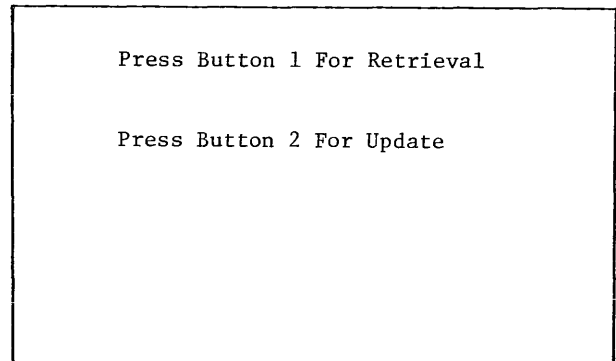 Press Button 1 For Retrieval
Press Button 2 For Update